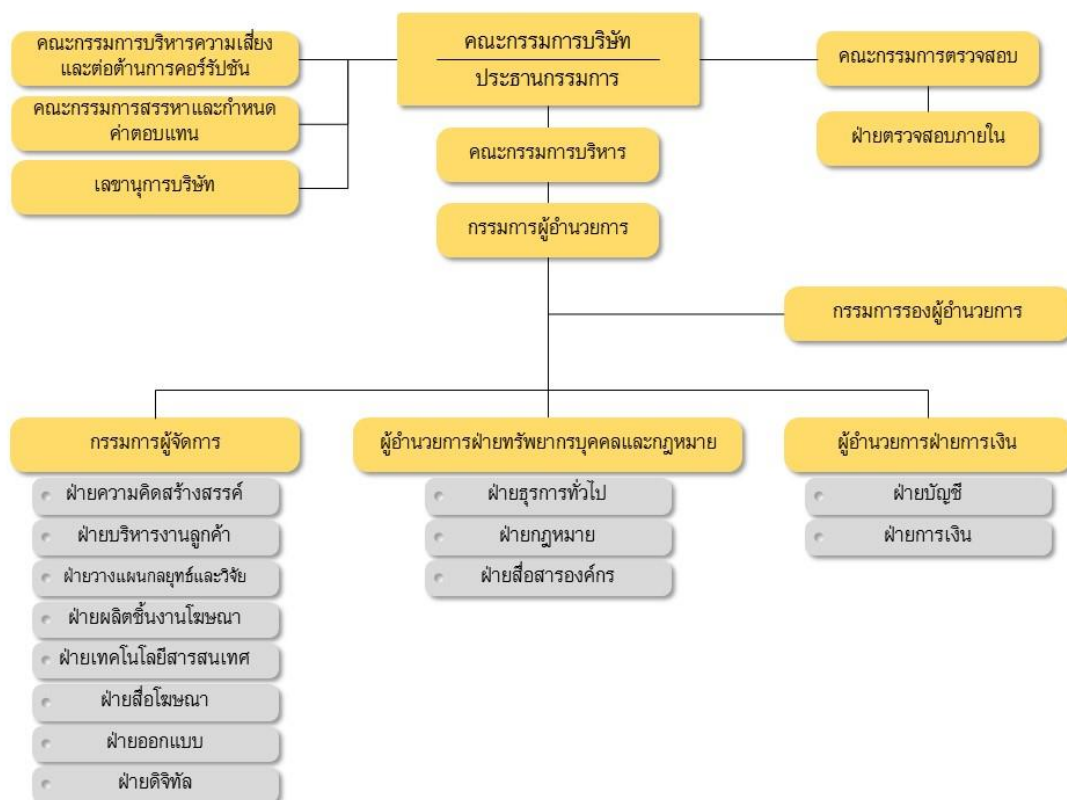 คณะกรรมการบริหารความเสี่ยง
และต่อต้านการคอร์รัปชัน
คณะกรรมการสรรหาและกำหนด
ค่าตอบแทน
เลขานุการบริษัท
คณะกรรมการบริษัท
ประธานกรรมการ
คณะกรรมการตรวจสอบ
ฝ่ายตรวจสอบภายใน
คณะกรรมการบริหาร
กรรมการผู้อำนวยการ
กรรมการรองผู้อำนวยการ
กรรมการผู้จัดการ
ฝ่ายความคิดสร้างสรรค์
ฝ่ายบริหารงานลูกค้า
ฝ่ายวางแผนกลยุทธ์และวิจัย
ฝ่ายผลิตชิ้นงานโฆษณา
ฝ่ายเทคโนโลยีสารสนเทศ
ฝ่ายสื่อโฆษณา
ฝ่ายออกแบบ
ฝ่ายดิจิทัล
ผู้อำนวยการฝ่ายทรัพยากรบุคคลและกฎหมาย
ฝ่ายธุรการทั่วไป
ฝ่ายกฎหมาย
ฝ่ายสื่อสารองค์กร
ผู้อำนวยการฝ่ายการเงิน
ฝ่ายบัญชี
ฝ่ายการเงิน